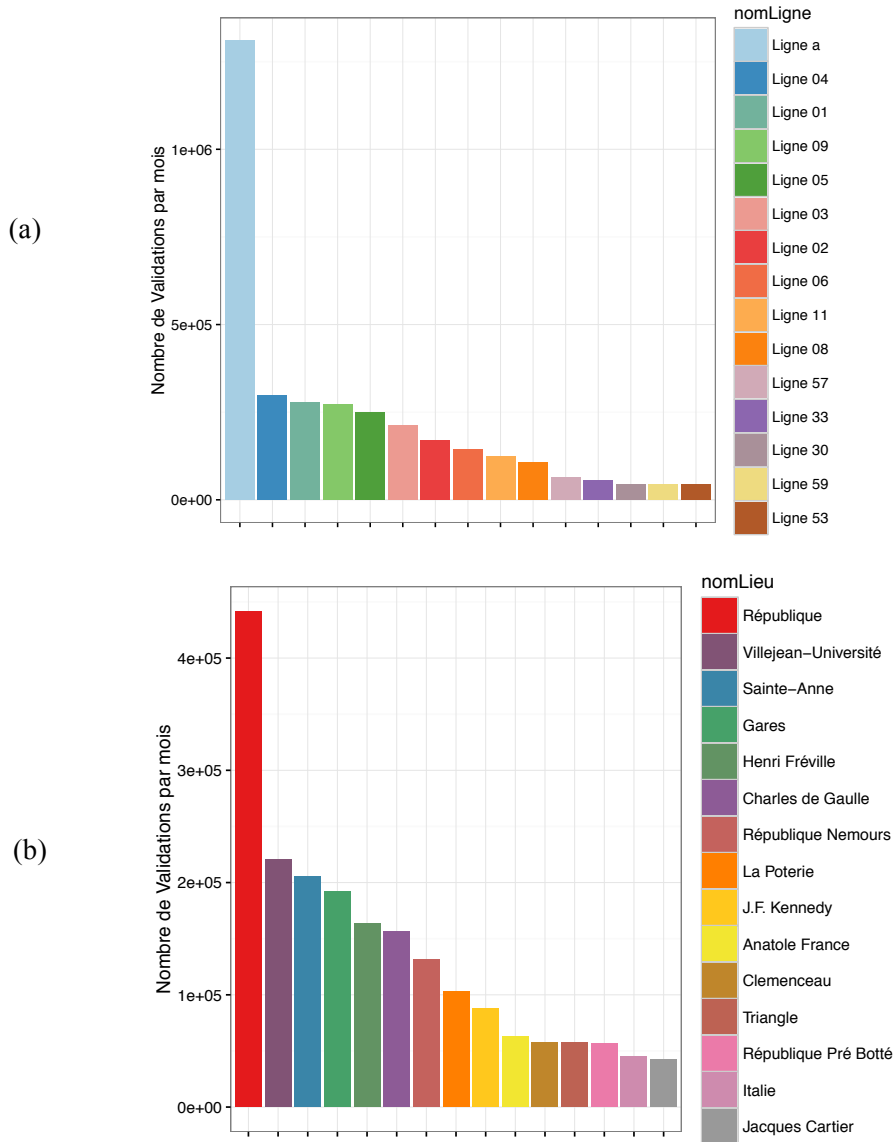 (a)
Nombre de Validations par mois
1e+06
5e+05
0e+00
nomLigne
Ligne a
Ligne 04
Ligne 01
Ligne 09
Ligne 05
Ligne 03
Ligne 02
Ligne 06
Ligne 11
Ligne 08
Ligne 57
Ligne 33
Ligne 30
Ligne 59
Ligne 53
(b)
Nombre de Validations par mois
4e+05
3e+05
2e+05
1e+05
0e+00
nomLieu
République
Villejean−Université
Sainte−Anne
Gares
Henri Fréville
Charles de Gaulle
République Nemours
La Poterie
J.F. Kennedy
Anatole France
Clemenceau
Triangle
République Pré Botté
Italie
Jacques Cartier